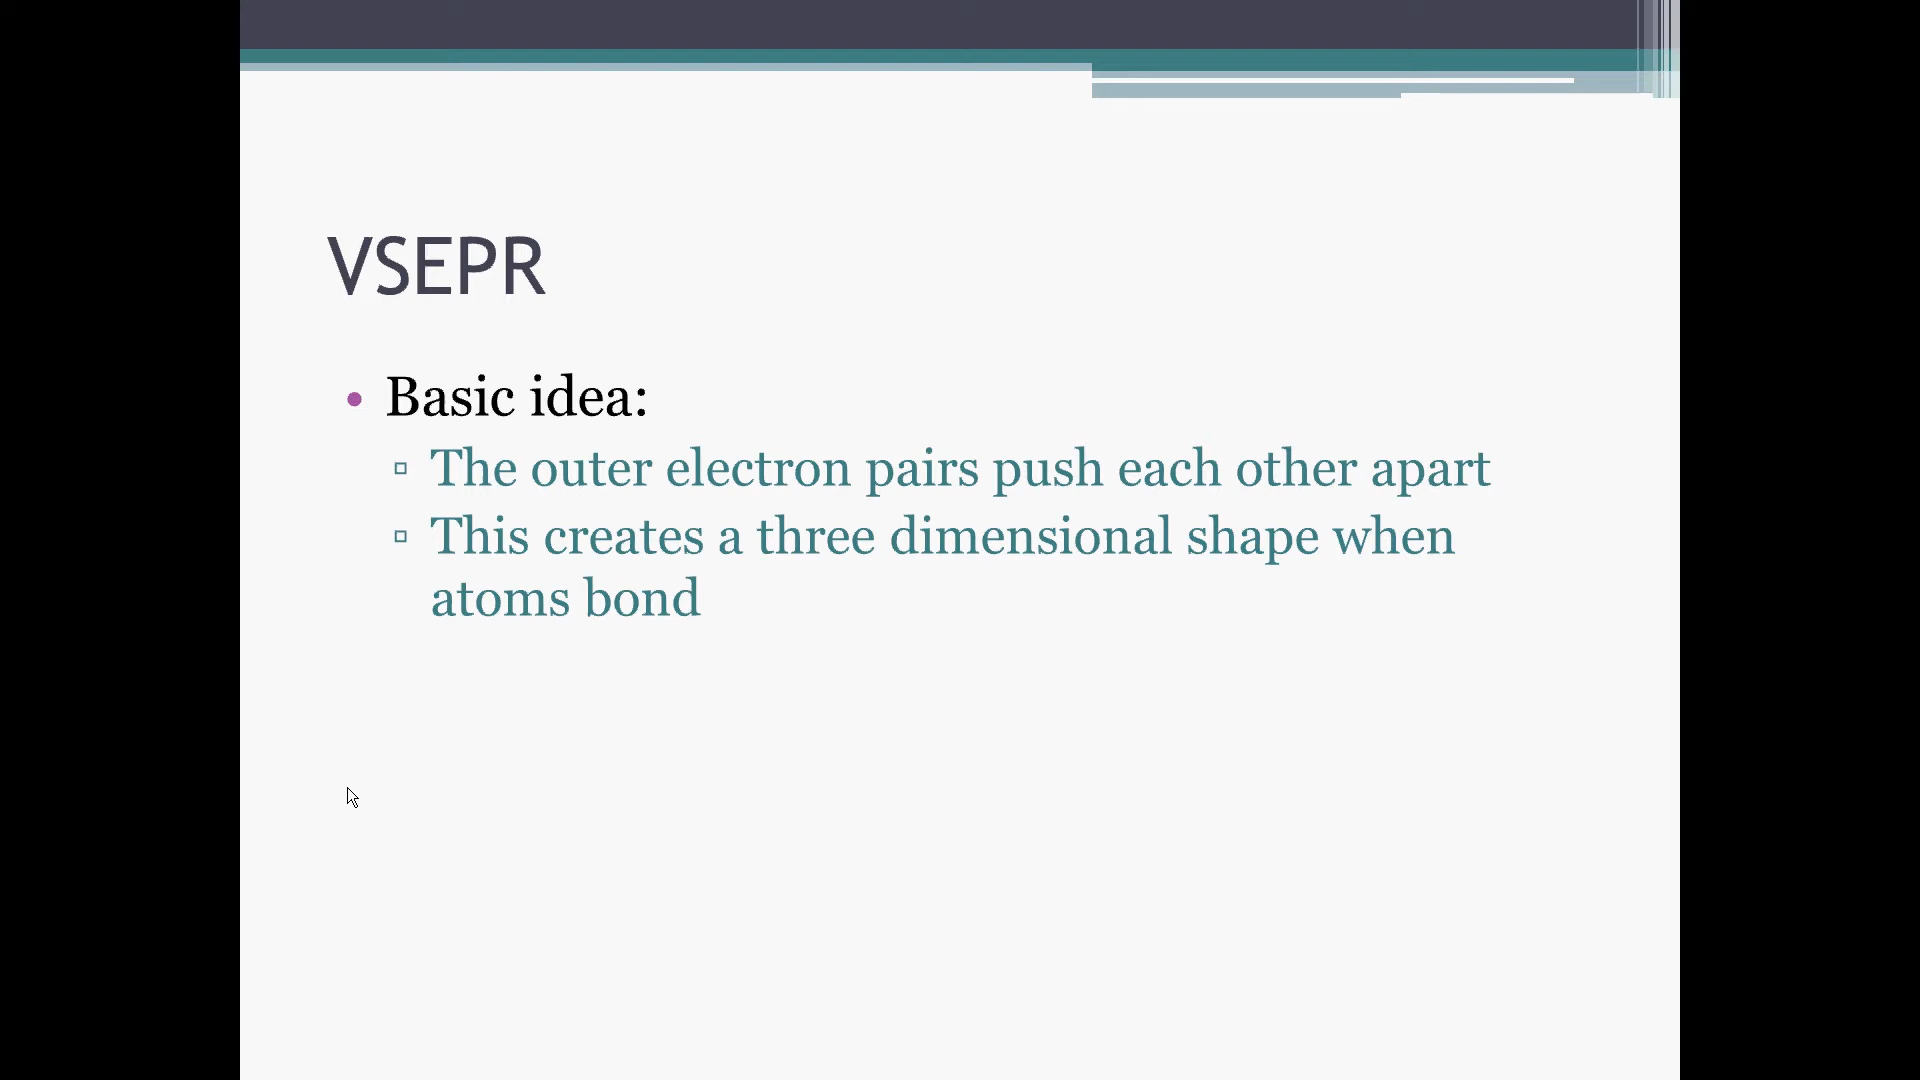 VSEPR
• Basic idea:
▫ The outer electron pairs push each other apart
▫ This creates a three dimensional shape when
atoms bond